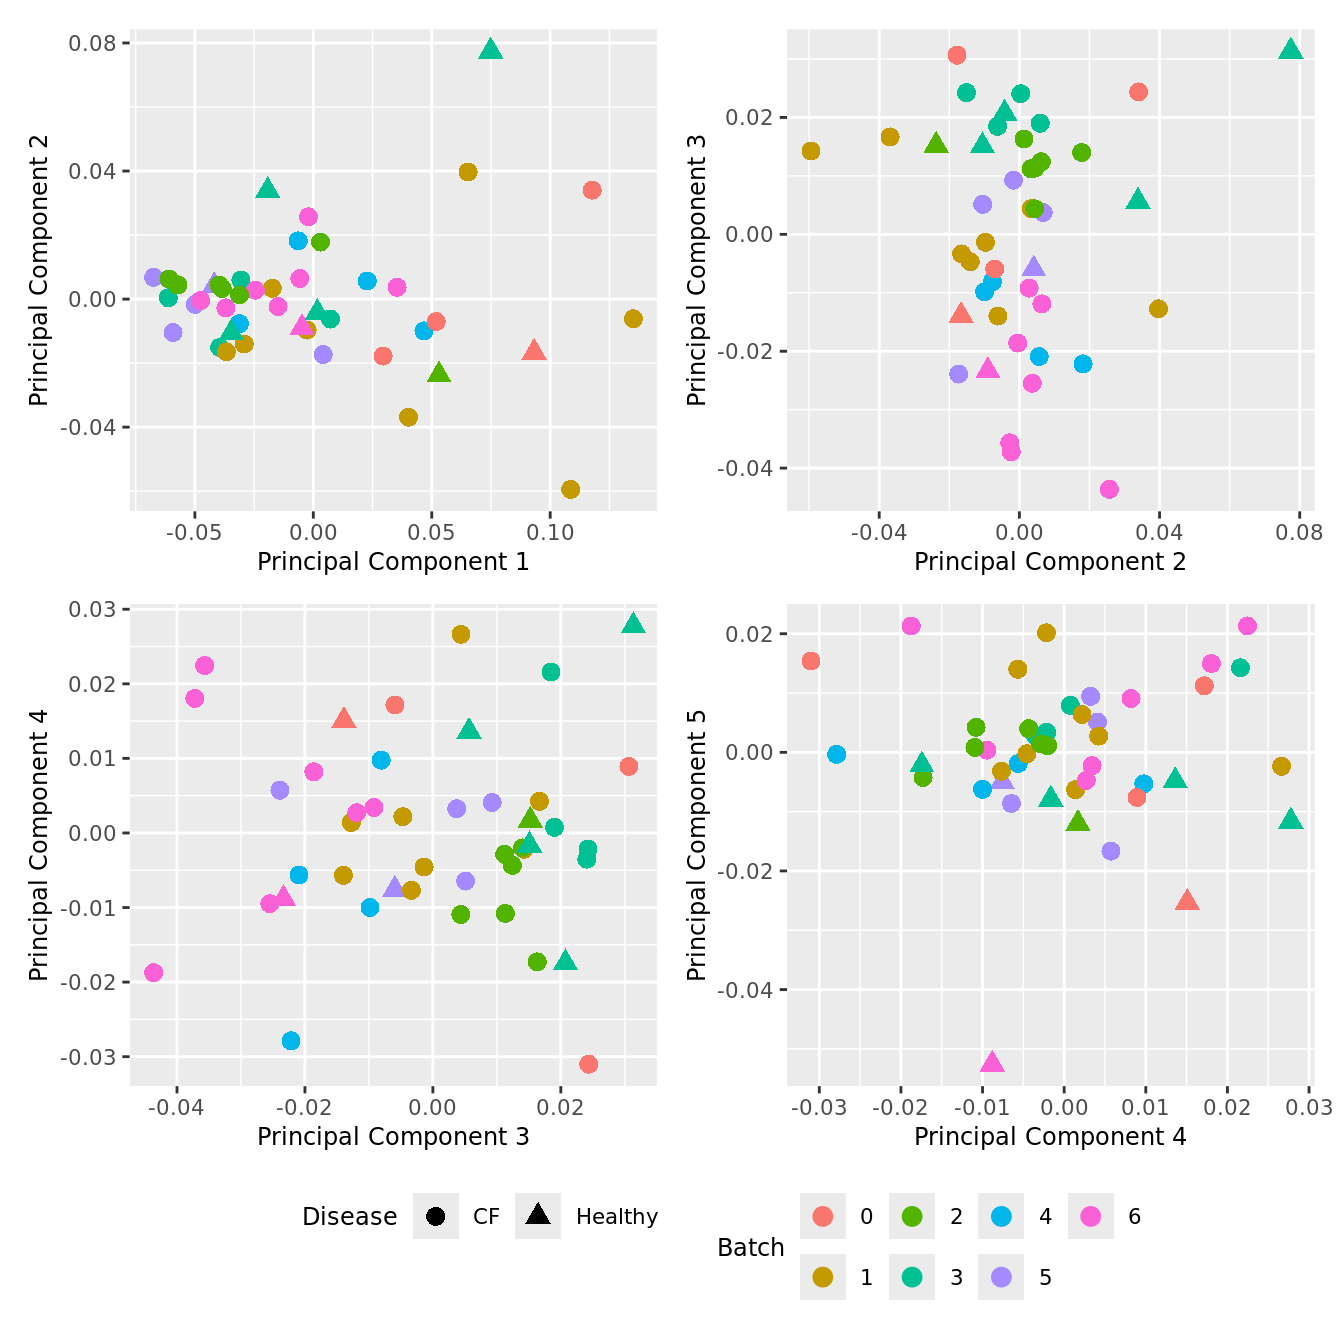 0.08
0.04
0.00
-0.04
Principal Component 2
-0.05 0.00 0.05 0.10
Principal Component 1
0.02
0.00
-0.02
-0.04
Principal Component 3
-0.04 0.00 0.04 0.08
Principal Component 2
0.03
0.02
0.01
0.00
-0.01
-0.02
-0.03
Principal Component 4
-0.04 -0.02 0.00 0.02
Principal Component 3
0.02
0.00
-0.02
-0.04
Principal Component 5
-0.03 -0.02 -0.01 0.00 0.01 0.02 0.03
Principal Component 4
Disease CF Healthy
Batch
0 2 4 6
1 3 5